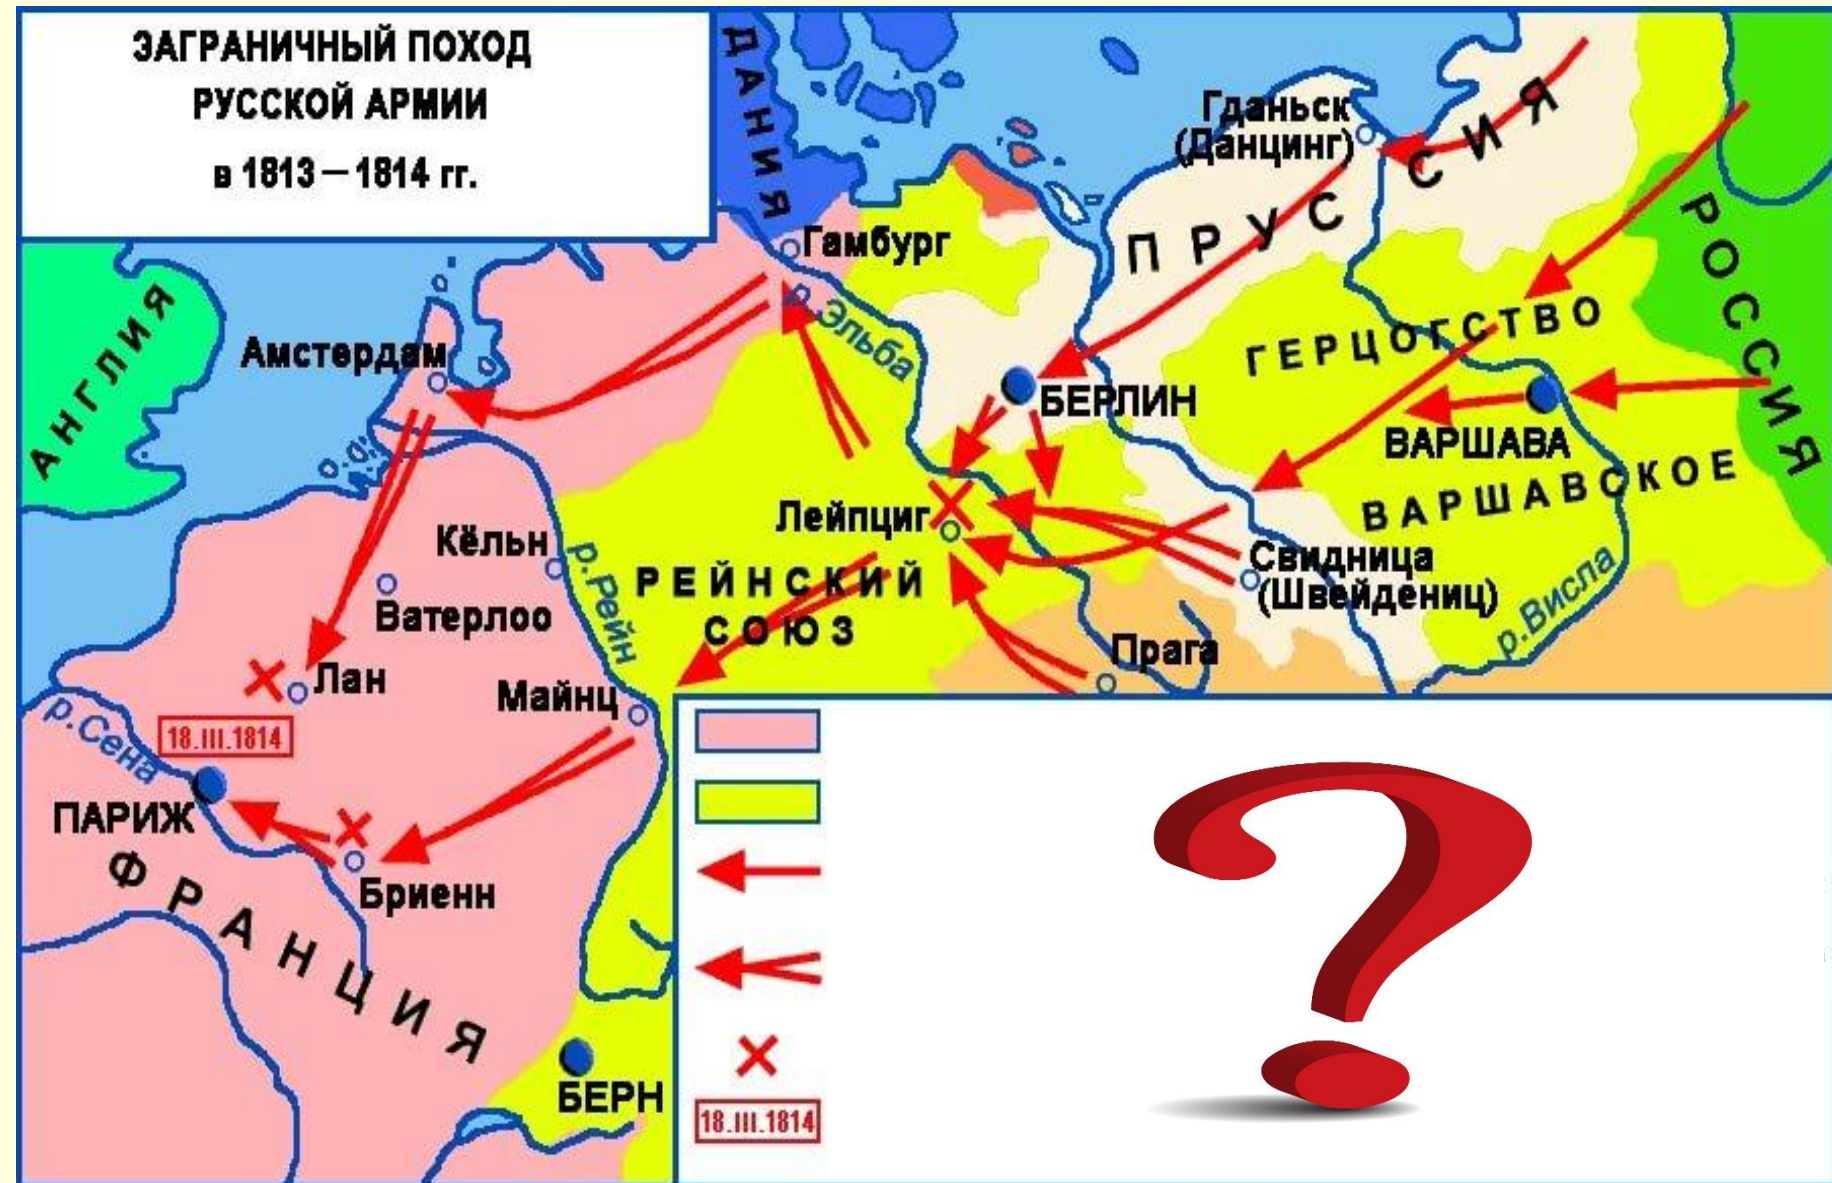 ЗАГРАНИЧНЫЙ ПОХОД
РУССКОЙ АРМИИ
в 1813 — 1814 гг.
ДАНИЯ
Гданьск
(Данцинг)
ПРУССИЯ
РОССИЯ
Гамбург
р.Эльба
АНГЛИЯ
Амстердам
БЕРЛИН
ГЕРЦОГСТВО
ВАРШАВА
ВАРШАВСКОЕ
Лейпциг
Кёльн
р.Рейн
РЕЙНСКИЙ
СОЮЗ
Свидница
(Швейдениц)
р.Висла
Ватерлоо
Прага
Лан
Майнц
р.Сена
18.III.1814
ПАРИЖ
Бриенн
ФРАНЦИЯ
БЕРН
18.III.1814
?